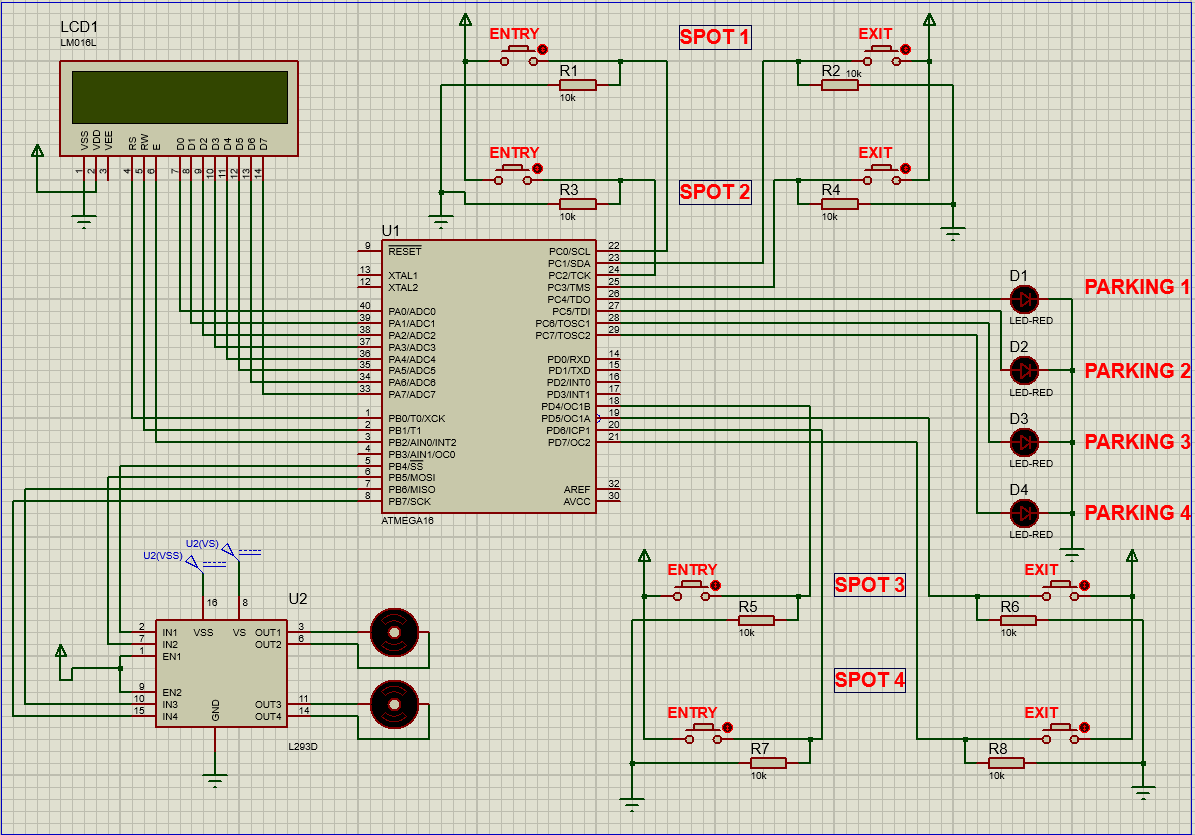 LCD1
LM016L
VSS
VDD
VEE
RS
RW
E
D0
D1
D2
D3
D4
D5
D6
D7
1
2
3
4
5
6
7
8
9
10
11
12
13
14
ENTRY
R1
10k
SPOT 1
EXIT
R2
10k
ENTRY
R3
10k
SPOT 2
EXIT
R4
10k
U1
9 RESET
13 XTAL1
12 XTAL2
40 PA0/ADC0
39 PA1/ADC1
38 PA2/ADC2
37 PA3/ADC3
36 PA4/ADC4
35 PA5/ADC5
34 PA6/ADC6
33 PA7/ADC7
1 PB0/T0/XCK
2 PB1/T1
3 PB2/AIN0/INT2
4 PB3/AIN1/OC0
5 PB4/SS
6 PB5/MOSI
7 PB6/MISO
8 PB7/SCK
PC0/SCL 22
PC1/SDA 23
PC2/TCK 24
PC3/TMS 25
PC4/TDO 26
PC5/TDI 27
PC6/TOSC1 28
PC7/TOSC2 29
PD0/RXD 14
PD1/TXD 15
PD2/INT0 16
PD3/INT1 17
PD4/OC1B 18
PD5/OC1A 19
PD6/ICP1 20
PD7/OC2 21
AREF 32
AVCC 30
ATMEGA16
D1
LED-RED
PARKING 1
D2
LED-RED
PARKING 2
D3
LED-RED
PARKING 3
D4
LED-RED
PARKING 4
U2(VSS)
U2(VS)
16
8
U2
2 IN1
7 IN2
1 EN1
9 EN2
10 IN3
15 IN4
VSS
VS
GND
OUT1 3
OUT2 6
OUT3 11
OUT4 14
L293D
ENTRY
R5
10k
SPOT 3
EXIT
R6
10k
SPOT 4
ENTRY
R7
10k
EXIT
R8
10k